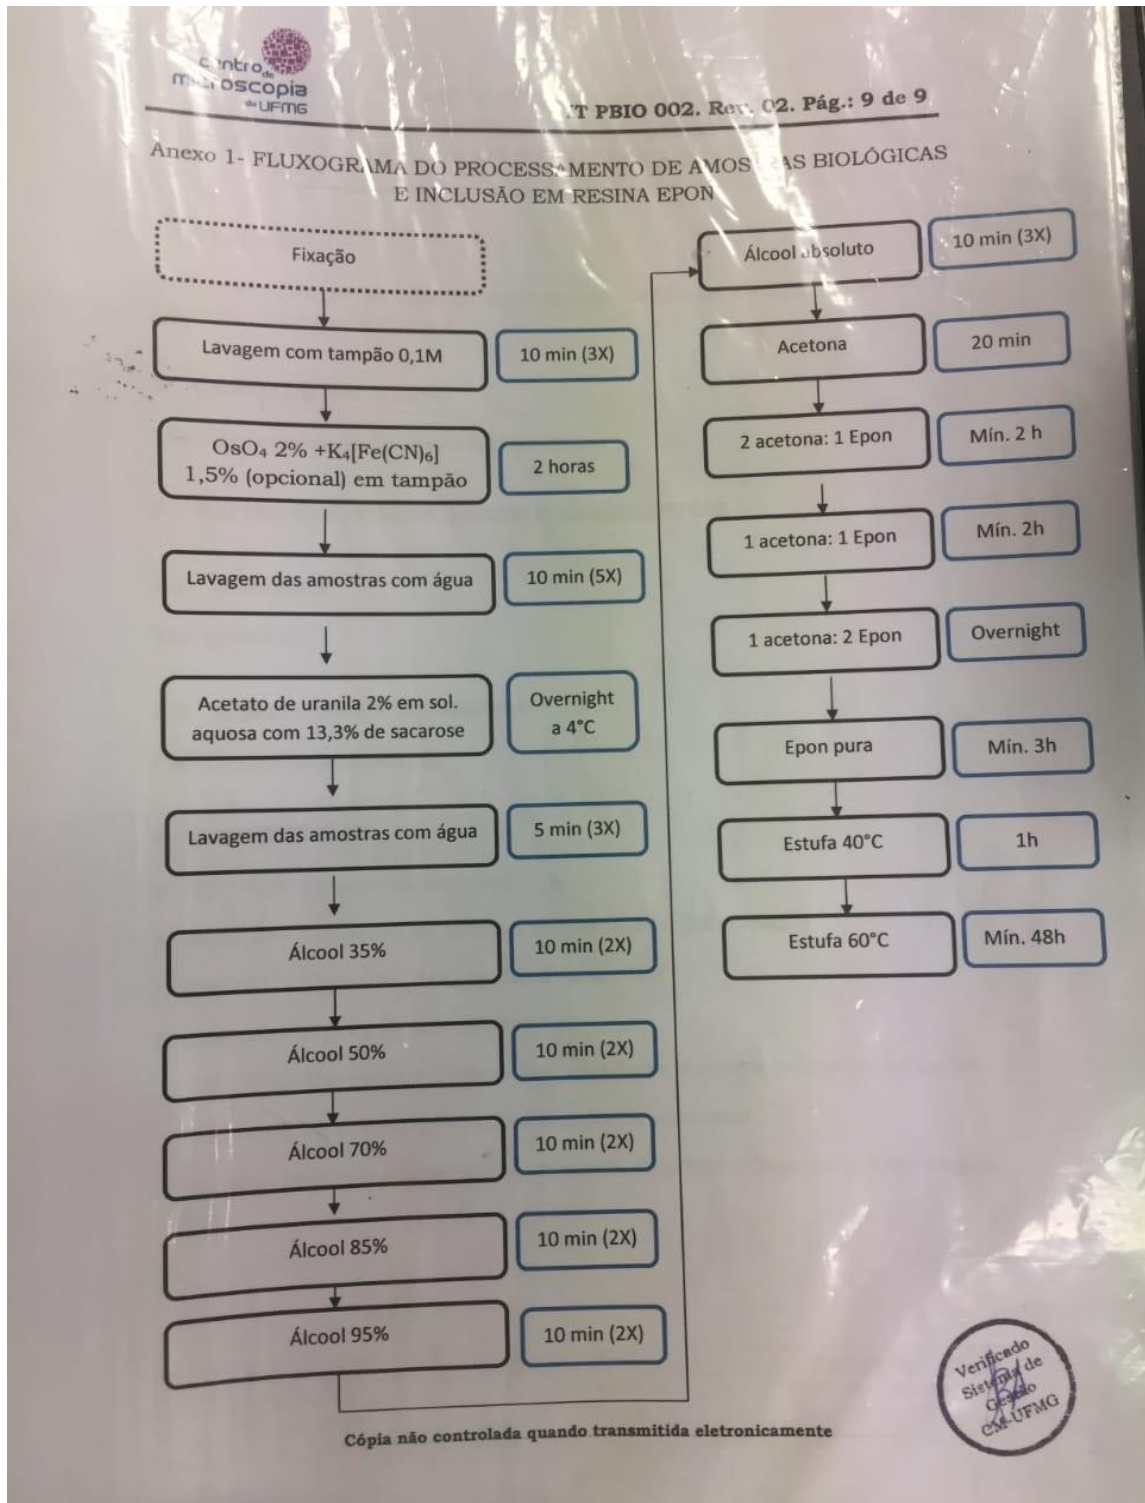 centro
de
microscopia
da UFMG
T PBIO 002. Rev. 02. Pág.: 9 de 9
Anexo 1- FLUXOGRAMA DO PROCESSAMENTO DE AMOSTRAS BIOLÓGICAS
E INCLUSÃO EM RESINA EPON
Fixação
Lavagem com tampão 0,1M
10 min (3X)
OsO₄ 2% +K₄[Fe(CN)₆]
1,5% (opcional) em tampão
2 horas
Lavagem das amostras com água
10 min (5X)
Acetato de uranila 2% em sol.
aquosa com 13,3% de sacarose
Overnight
a 4°C
Lavagem das amostras com água
5 min (3X)
Álcool 35%
10 min (2X)
Álcool 50%
10 min (2X)
Álcool 70%
10 min (2X)
Álcool 85%
10 min (2X)
Álcool 95%
10 min (2X)
Álcool absoluto
10 min (3X)
Acetona
20 min
2 acetona: 1 Epon
Mín. 2 h
1 acetona: 1 Epon
Mín. 2h
1 acetona: 2 Epon
Overnight
Epon pura
Mín. 3h
Estufa 40°C
1h
Estufa 60°C
Mín. 48h
Verificado
Sistema de
Gestão
CM-UFMG
Cópia não controlada quando transmitida eletronicamente